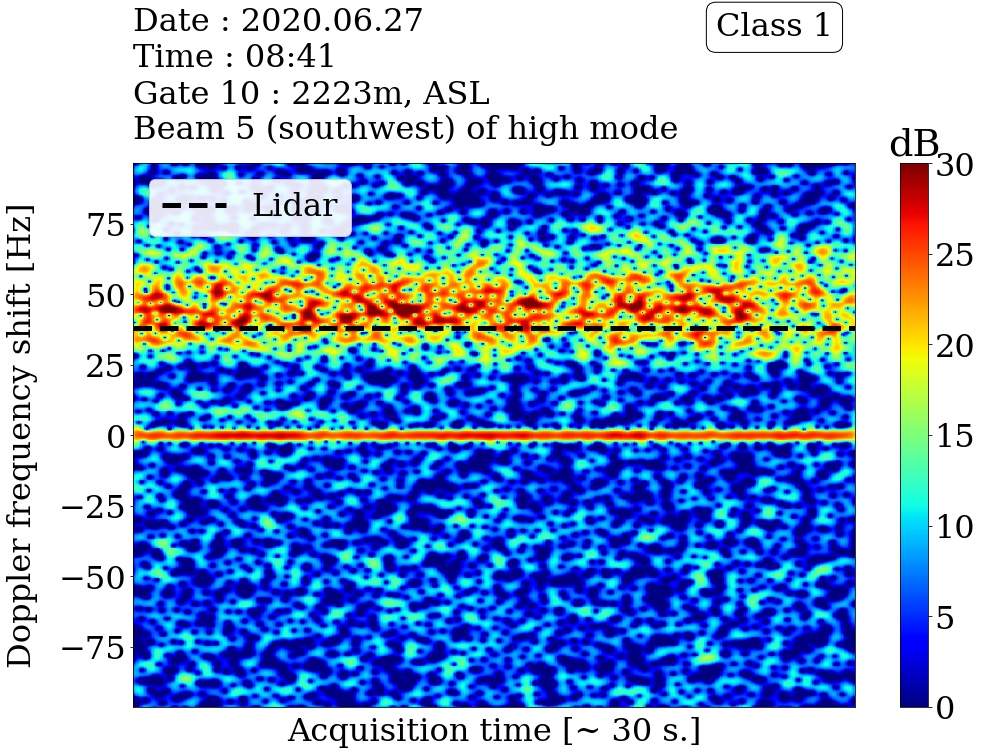 Date : 2020.06.27
Time : 08:41
Gate 10 : 2223m, ASL
Beam 5 (southwest) of high mode
Class 1
dB
Lidar
Doppler frequency shift [Hz]
75
50
25
0
−25
−50
−75
30
25
20
15
10
5
0
Acquisition time [~ 30 s.]